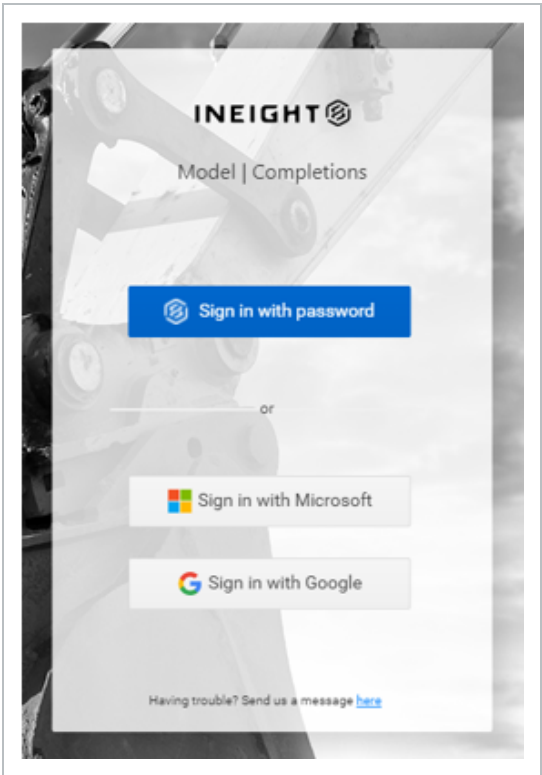 INEIGHT
Model | Completions
Sign in with password
or
Sign in with Microsoft
Sign in with Google
Having trouble? Send us a message here